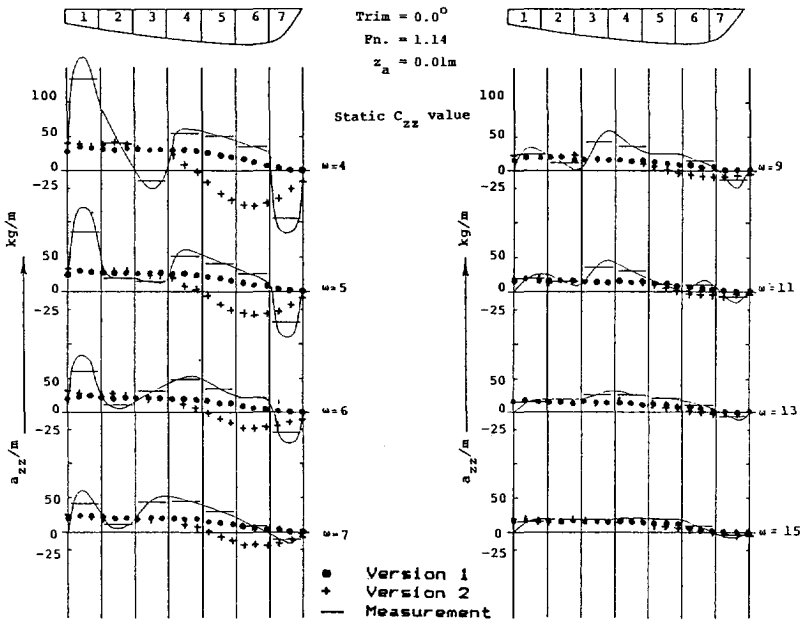 1 2 3 4 5 6 7
Trim = 0.0°
Fn. = 1.14
z_a = 0.01m
Static C_zz value
1 2 3 4 5 6 7
100
50
0
-25
ω=4
kg/m
50
0
-25
ω=5
50
0
-25
ω=6
a_zz/m
50
0
-25
ω=7
100
50
0
-25
ω=9
kg/m
50
0
-25
ω=11
50
0
-25
ω=13
a_zz/m
50
0
-25
ω=15
● Version 1
+ Version 2
— Measurement